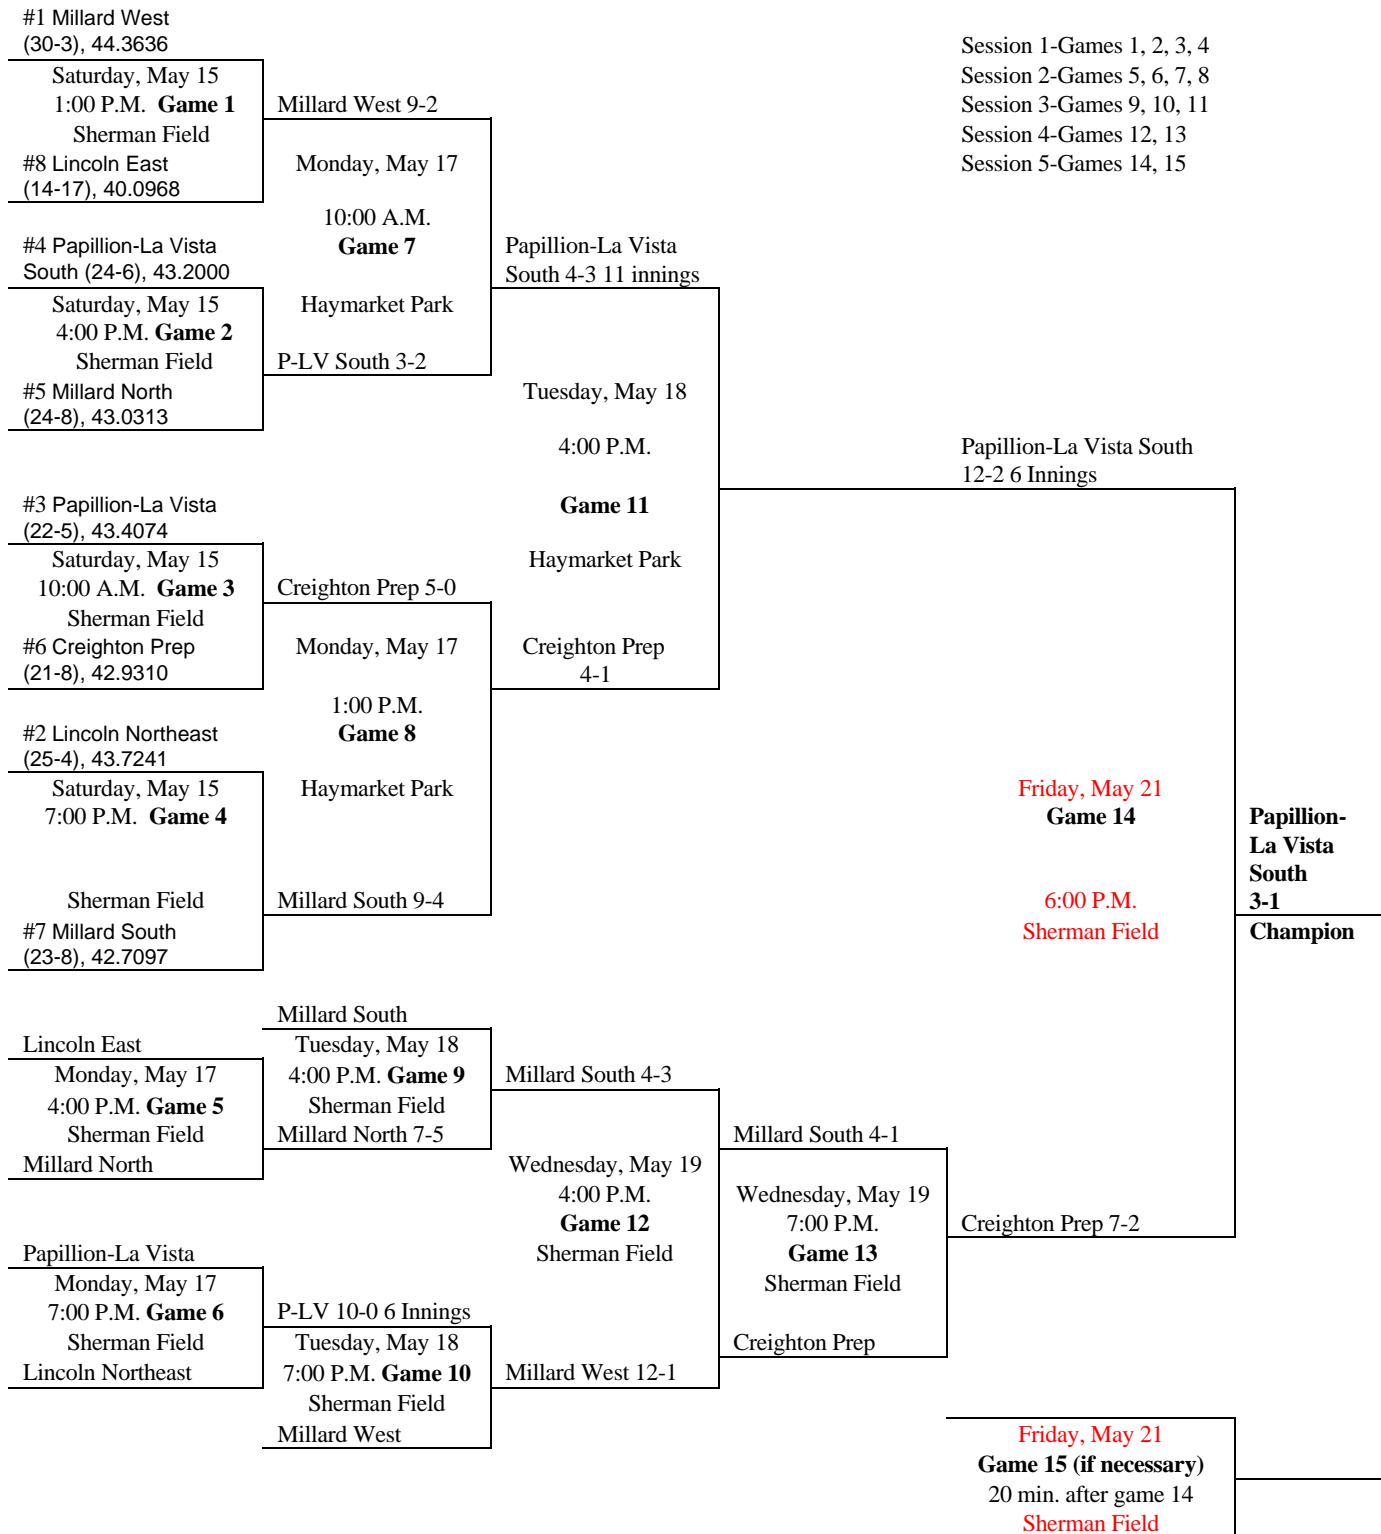 #1 Millard West
(30-3), 44.3636
Saturday, May 15
1:00 P.M. Game 1
Sherman Field
#8 Lincoln East
(14-17), 40.0968
#4 Papillion-La Vista
South (24-6), 43.2000
Saturday, May 15
4:00 P.M. Game 2
Sherman Field
#5 Millard North
(24-8), 43.0313
#3 Papillion-La Vista
(22-5), 43.4074
Saturday, May 15
10:00 A.M. Game 3
Sherman Field
#6 Creighton Prep
(21-8), 42.9310
#2 Lincoln Northeast
(25-4), 43.7241
Saturday, May 15
7:00 P.M. Game 4
Sherman Field
#7 Millard South
(23-8), 42.7097
Millard West 9-2
Monday, May 17
10:00 A.M.
Game 7
Haymarket Park
P-LV South 3-2
Creighton Prep 5-0
Monday, May 17
1:00 P.M.
Game 8
Haymarket Park
Millard South 9-4
Papillion-La Vista
South 4-3 11 innings
Tuesday, May 18
4:00 P.M.
Game 11
Haymarket Park
Creighton Prep
4-1
Session 1-Games 1, 2, 3, 4
Session 2-Games 5, 6, 7, 8
Session 3-Games 9, 10, 11
Session 4-Games 12, 13
Session 5-Games 14, 15
Papillion-La Vista South
12-2 6 Innings
Friday, May 21
Game 14
6:00 P.M.
Sherman Field
Papillion-
La Vista
South
3-1
Champion
Lincoln East
Monday, May 17
4:00 P.M. Game 5
Sherman Field
Millard North
Papillion-La Vista
Monday, May 17
7:00 P.M. Game 6
Sherman Field
Lincoln Northeast
Millard South
Tuesday, May 18
4:00 P.M. Game 9
Sherman Field
Millard North 7-5
P-LV 10-0 6 Innings
Tuesday, May 18
7:00 P.M. Game 10
Sherman Field
Millard West
Millard South 4-3
Wednesday, May 19
4:00 P.M.
Game 12
Sherman Field
Millard West 12-1
Millard South 4-1
Wednesday, May 19
7:00 P.M.
Game 13
Sherman Field
Creighton Prep
Creighton Prep 7-2
Friday, May 21
Game 15 (if necessary)
20 min. after game 14
Sherman Field